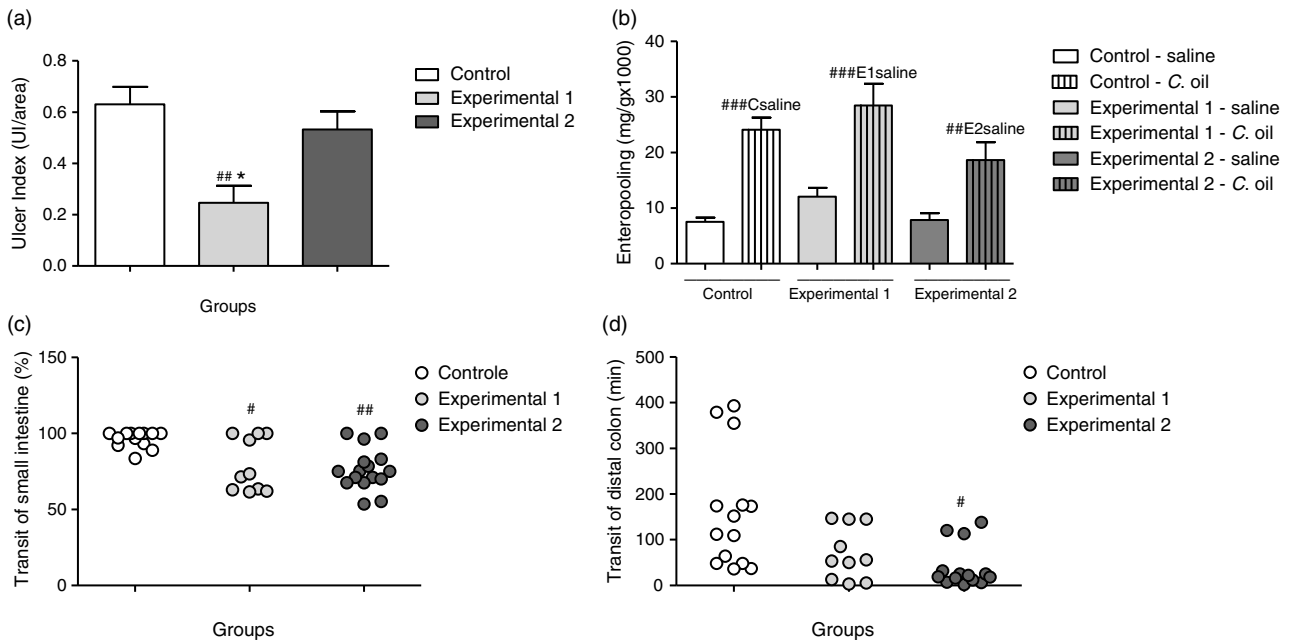 (a)
Ulcer Index (UI/area)
0.8
0.6
0.4
0.2
0.0
## *
Groups
Control
Experimental 1
Experimental 2
(b)
Enteropooling (mg/gx1000)
40
30
20
10
0
###Csaline
###E1saline
##E2saline
Control
Experimental 1
Experimental 2
Control - saline
Control - C. oil
Experimental 1 - saline
Experimental 1 - C. oil
Experimental 2 - saline
Experimental 2 - C. oil
(c)
Transit of small intestine (%)
150
100
50
0
#
##
Groups
Controle
Experimental 1
Experimental 2
(d)
Transit of distal colon (min)
500
400
300
200
100
0
#
Groups
Control
Experimental 1
Experimental 2